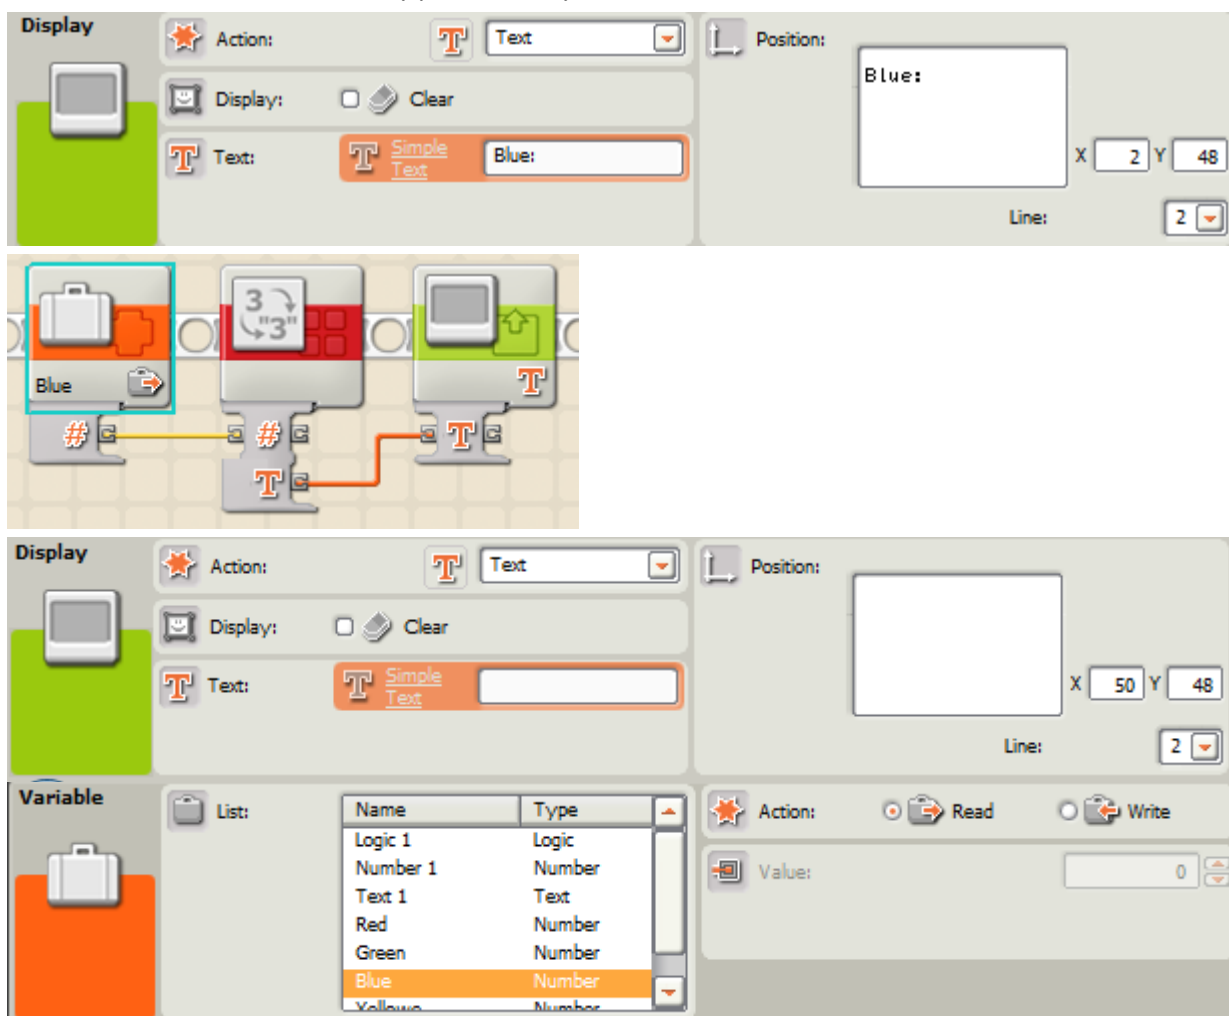 Display
Action:
T
Text
Position:
Blue:
Display:
Clear
T
Text:
T
Simple
Text
Blue:
X 2 Y 48
Line: 2
3
"3"
Blue
T
# # T
T
Display
Action:
T
Text
Position:
Display:
Clear
T
Text:
T
Simple
Text
X 50 Y 48
Line: 2
Variable
List:
Name Type
Logic 1 Logic
Number 1 Number
Text 1 Text
Red Number
Green Number
Blue Number
Yellowo Number
Action:
Read
Write
Value:
0